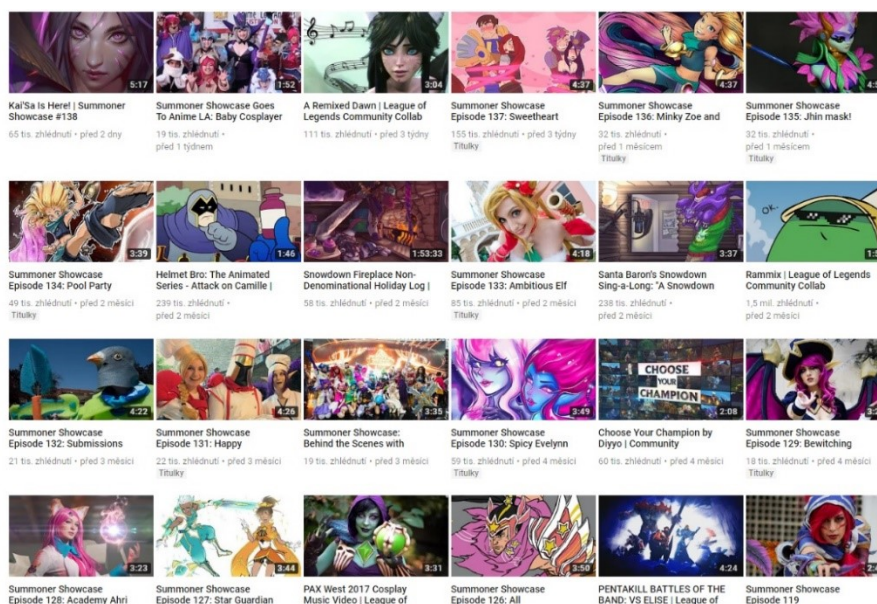 5:17
1:52
3:04
4:37
4:37
Kai'Sa Is Here! | Summoner
Showcase #138
65 tis. zhlédnutí • před 2 dny
Summoner Showcase Goes
To Anime LA: Baby Cosplayer
19 tis. zhlédnutí •
před 1 týdnem
A Remixed Dawn | League of
Legends Community Collab
111 tis. zhlédnutí • před 3 týdny
Summoner Showcase
Episode 137: Sweetheart
155 tis. zhlédnutí • před 3 týdny
Titulky
Summoner Showcase
Episode 136: Minky Zoe and
32 tis. zhlédnutí •
před 1 měsícem
Titulky
Summoner Showcase
Episode 135: Jhin mask!
32 tis. zhlédnutí •
před 1 měsícem
Titulky
3:39
1:46
1:53:33
4:18
3:37
OK.
Summoner Showcase
Episode 134: Pool Party
49 tis. zhlédnutí • před 2 měsíci
Titulky
Helmet Bro: The Animated
Series - Attack on Camille |
239 tis. zhlédnutí •
před 2 měsíci
Snowdown Fireplace Non-
Denominational Holiday Log |
58 tis. zhlédnutí • před 2 měsíci
Summoner Showcase
Episode 133: Ambitious Elf
85 tis. zhlédnutí • před 2 měsíci
Titulky
Santa Baron's Snowdown
Sing-a-Long: "A Snowdown
238 tis. zhlédnutí •
před 2 měsíci
Rammix | League of Legends
Community Collab
1,5 mil. zhlédnutí •
před 2 měsíci
4:22
4:26
3:35
3:49
CHOOSE
YOUR
CHAMPION
2:08
Summoner Showcase
Episode 132: Submissions
21 tis. zhlédnutí • před 3 měsíci
Summoner Showcase
Episode 131: Happy
22 tis. zhlédnutí • před 3 měsíci
Titulky
Summoner Showcase:
Behind the Scenes with
19 tis. zhlédnutí • před 3 měsíci
Summoner Showcase
Episode 130: Spicy Evelynn
59 tis. zhlédnutí • před 4 měsíci
Titulky
Choose Your Champion by
Diyyo | Community
60 tis. zhlédnutí • před 4 měsíci
Summoner Showcase
Episode 129: Bewitching
18 tis. zhlédnutí • před 4 měsíci
Titulky
3:23
3:44
3:31
3:50
4:24
Summoner Showcase
Episode 128: Academy Ahri
Summoner Showcase
Episode 127: Star Guardian
PAX West 2017 Cosplay
Music Video | League of
Summoner Showcase
Episode 126: All
PENTAKILL BATTLES OF THE
BAND: VS ELISE | League of
Summoner Showcase
Episode 119